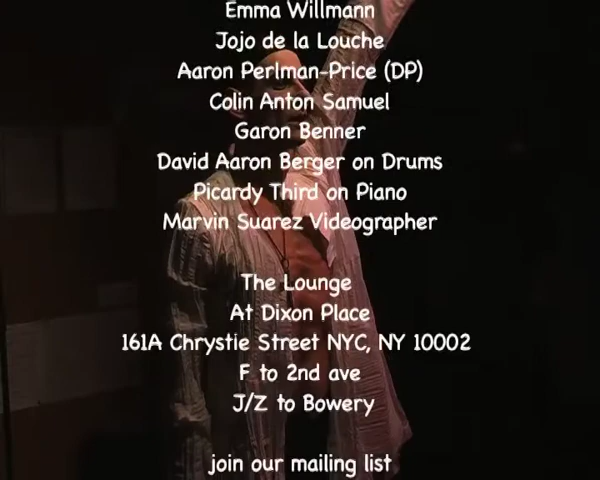 Emma Willmann
Jojo de la Louche
Aaron Perlman-Price (DP)
Colin Anton Samuel
Garon Benner
David Aaron Berger on Drums
Picardy Third on Piano
Marvin Suarez Videographer
The Lounge
At Dixon Place
161A Chrystie Street NYC, NY 10002
F to 2nd ave
J/Z to Bowery
join our mailing list